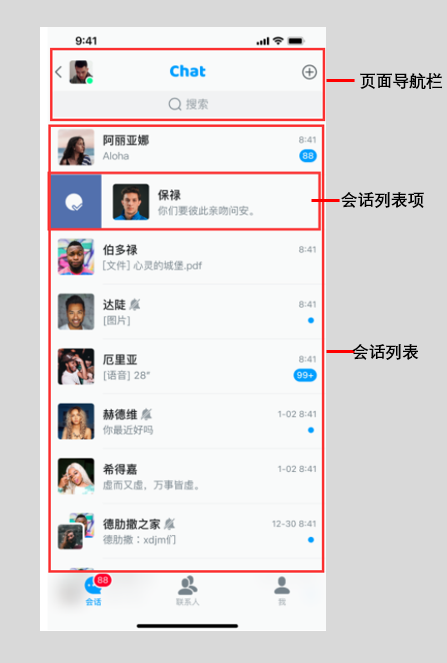 9:41
Chat
搜索
页面导航栏
阿丽亚娜
8:41
Aloha
88
保禄
你们要彼此亲吻问安。
会话列表项
伯多禄
8:41
[文件] 心灵的城堡.pdf
达陡
8:41
[图片]
会话列表
厄里亚
8:41
[语音] 28"
99+
赫德维
1-02 8:41
你最近好吗
希得嘉
1-02 8:41
虚而又虚，万事皆虚。
德肋撒之家
12-30 8:41
德肋撒：xdjm们
88
会话
联系人
我